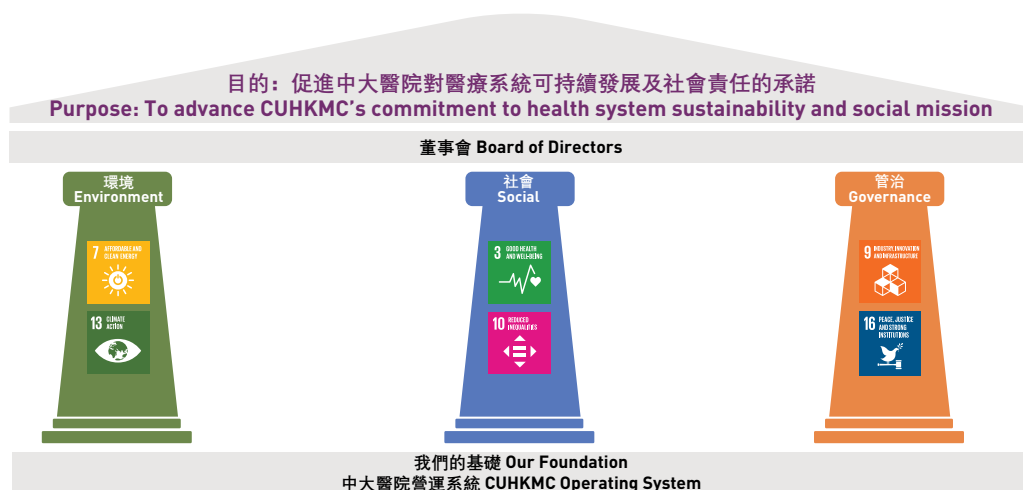 目的：促進中大醫院對醫療系統可持續發展及社會責任的承諾
Purpose: To advance CUHKMC's commitment to health system sustainability and social mission
董事會 Board of Directors
環境
Environment
7 AFFORDABLE AND
CLEAN ENERGY
13 CLIMATE
ACTION
社會
Social
3 GOOD HEALTH
AND WELL-BEING
10 REDUCED
INEQUALITIES
管治
Governance
9 INDUSTRY, INNOVATION
AND INFRASTRUCTURE
16 PEACE, JUSTICE
AND STRONG
INSTITUTIONS
我們的基礎 Our Foundation
中大醫院營運系統 CUHKMC Operating System